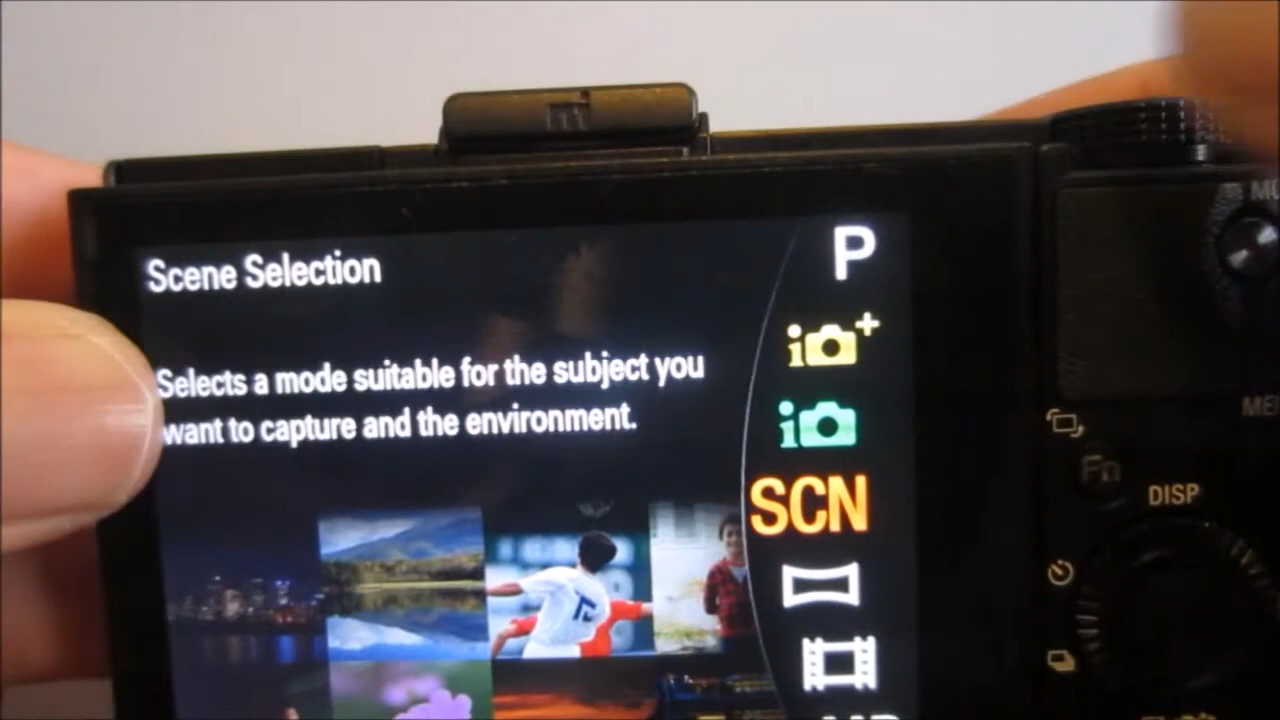 P
Scene Selection
i
Selects a mode suitable for the subject you
want to capture and the environment.
i
SCN
Fn
DISP